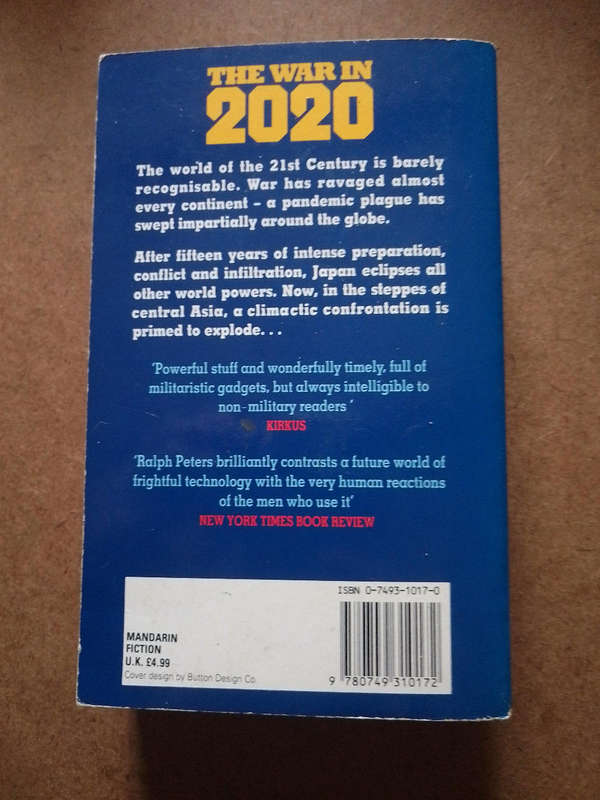 THE WAR IN
2020
The world of the 21st Century is barely
recognisable. War has ravaged almost
every continent – a pandemic plague has
swept impartially around the globe.
After fifteen years of intense preparation,
conflict and infiltration, Japan eclipses all
other world powers. Now, in the steppes of
central Asia, a climactic confrontation is
primed to explode. . .
'Powerful stuff and wonderfully timely, full of
militaristic gadgets, but always intelligible to
non-military readers'
KIRKUS
'Ralph Peters brilliantly contrasts a future world of
frightful technology with the very human reactions
of the men who use it'
NEW YORK TIMES BOOK REVIEW
ISBN 0-7493-1017-0
MANDARIN
FICTION
U.K. £4.99
Cover design by Button Design Co.
9 780749 310172